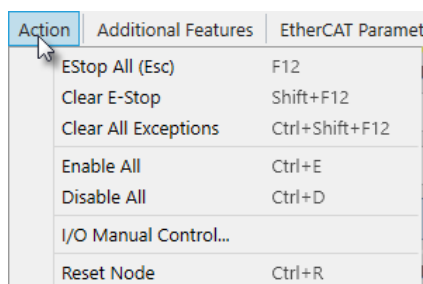 Action Additional Features EtherCAT Paramet
EStop All (Esc) F12
Clear E-Stop Shift+F12
Clear All Exceptions Ctrl+Shift+F12
Enable All Ctrl+E
Disable All Ctrl+D
I/O Manual Control...
Reset Node Ctrl+R